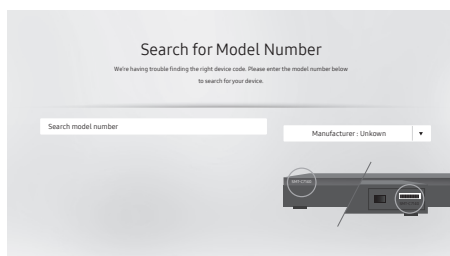 Search for Model Number
We're having trouble finding the right device code. Please enter the model number below
to search for your device.
Search model number
Manufacturer : Unkown